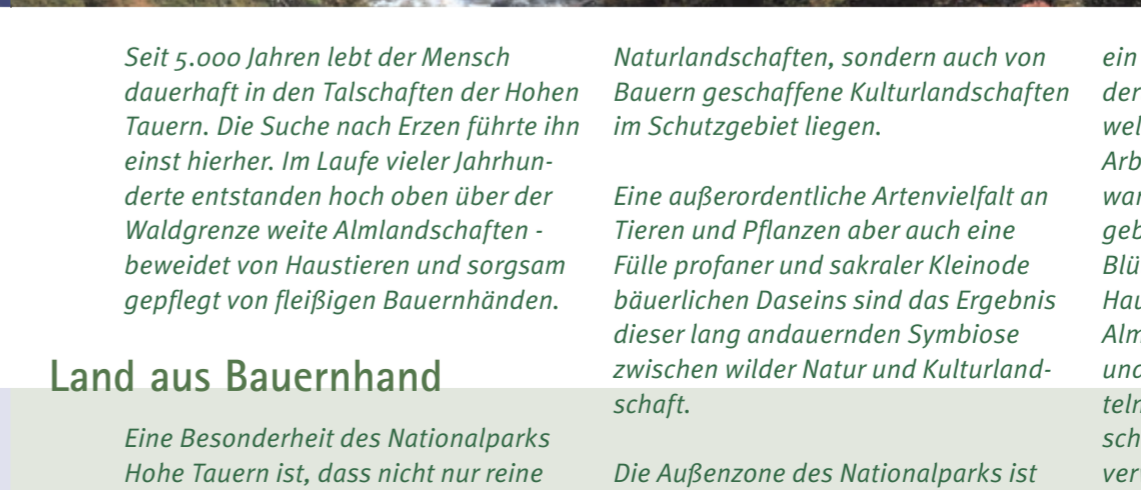 Seit 5.000 Jahren lebt der Mensch
dauerhaft in den Talschaften der Hohen
Tauern. Die Suche nach Erzen führte ihn
einst hierher. Im Laufe vieler Jahrhun-
derte entstanden hoch oben über der
Waldgrenze weite Almlandschaften -
beweidet von Haustieren und sorgsam
gepflegt von fleißigen Bauernhänden.
Land aus Bauernhand
Eine Besonderheit des Nationalparks
Hohe Tauern ist, dass nicht nur reine
Naturlandschaften, sondern auch von
Bauern geschaffene Kulturlandschaften
im Schutzgebiet liegen.
Eine außerordentliche Artenvielfalt an
Tieren und Pflanzen aber auch eine
Fülle profaner und sakraler Kleinode
bäuerlichen Daseins sind das Ergebnis
dieser lang andauernden Symbiose
zwischen wilder Natur und Kulturland-
schaft.
Die Außenzone des Nationalparks ist
ein
der